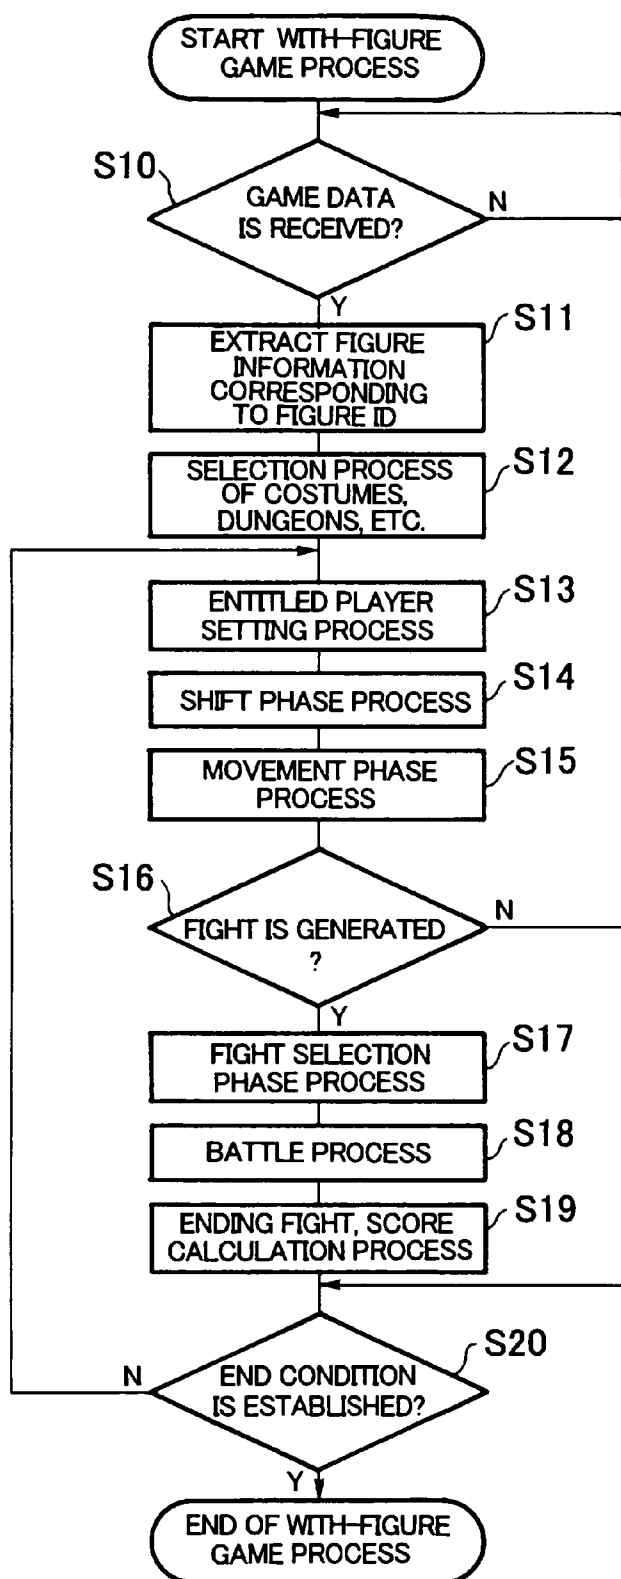 START WITH-FIGURE
GAME PROCESS
S10
GAME DATA
IS RECEIVED?
N
Y
S11
EXTRACT FIGURE
INFORMATION
CORRESPONDING
TO FIGURE ID
S12
SELECTION PROCESS
OF COSTUMES,
DUNGEONS, ETC.
S13
ENTITLED PLAYER
SETTING PROCESS
S14
SHIFT PHASE PROCESS
S15
MOVEMENT PHASE
PROCESS
S16
FIGHT IS GENERATED
?
N
Y
S17
FIGHT SELECTION
PHASE PROCESS
S18
BATTLE PROCESS
S19
ENDING FIGHT, SCORE
CALCULATION PROCESS
S20
N
END CONDITION
IS ESTABLISHED?
Y
END OF WITH-FIGURE
GAME PROCESS